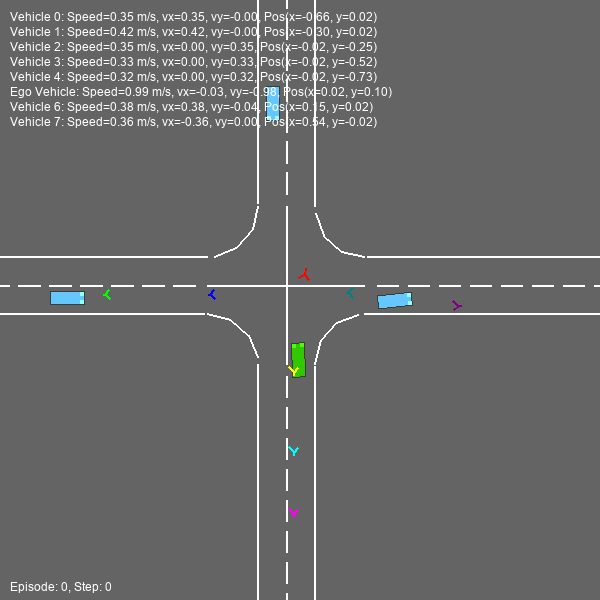 Vehicle 0: Speed=0.35 m/s, vx=0.35, vy=-0.00, Pos(x=-0.66, y=0.02)
Vehicle 1: Speed=0.42 m/s, vx=0.42, vy=-0.00, Pos(x=-0.30, y=0.02)
Vehicle 2: Speed=0.35 m/s, vx=0.00, vy=0.35, Pos(x=-0.02, y=-0.25)
Vehicle 3: Speed=0.33 m/s, vx=0.00, vy=0.33, Pos(x=-0.02, y=-0.52)
Vehicle 4: Speed=0.32 m/s, vx=0.00, vy=0.32, Pos(x=-0.02, y=-0.73)
Ego Vehicle: Speed=0.99 m/s, vx=-0.03, vy=-0.98, Pos(x=0.02, y=0.10)
Vehicle 6: Speed=0.38 m/s, vx=0.38, vy=-0.04, Pos(x=0.15, y=0.02)
Vehicle 7: Speed=0.36 m/s, vx=-0.36, vy=0.00, Pos(x=0.54, y=-0.02)
Episode: 0, Step: 0